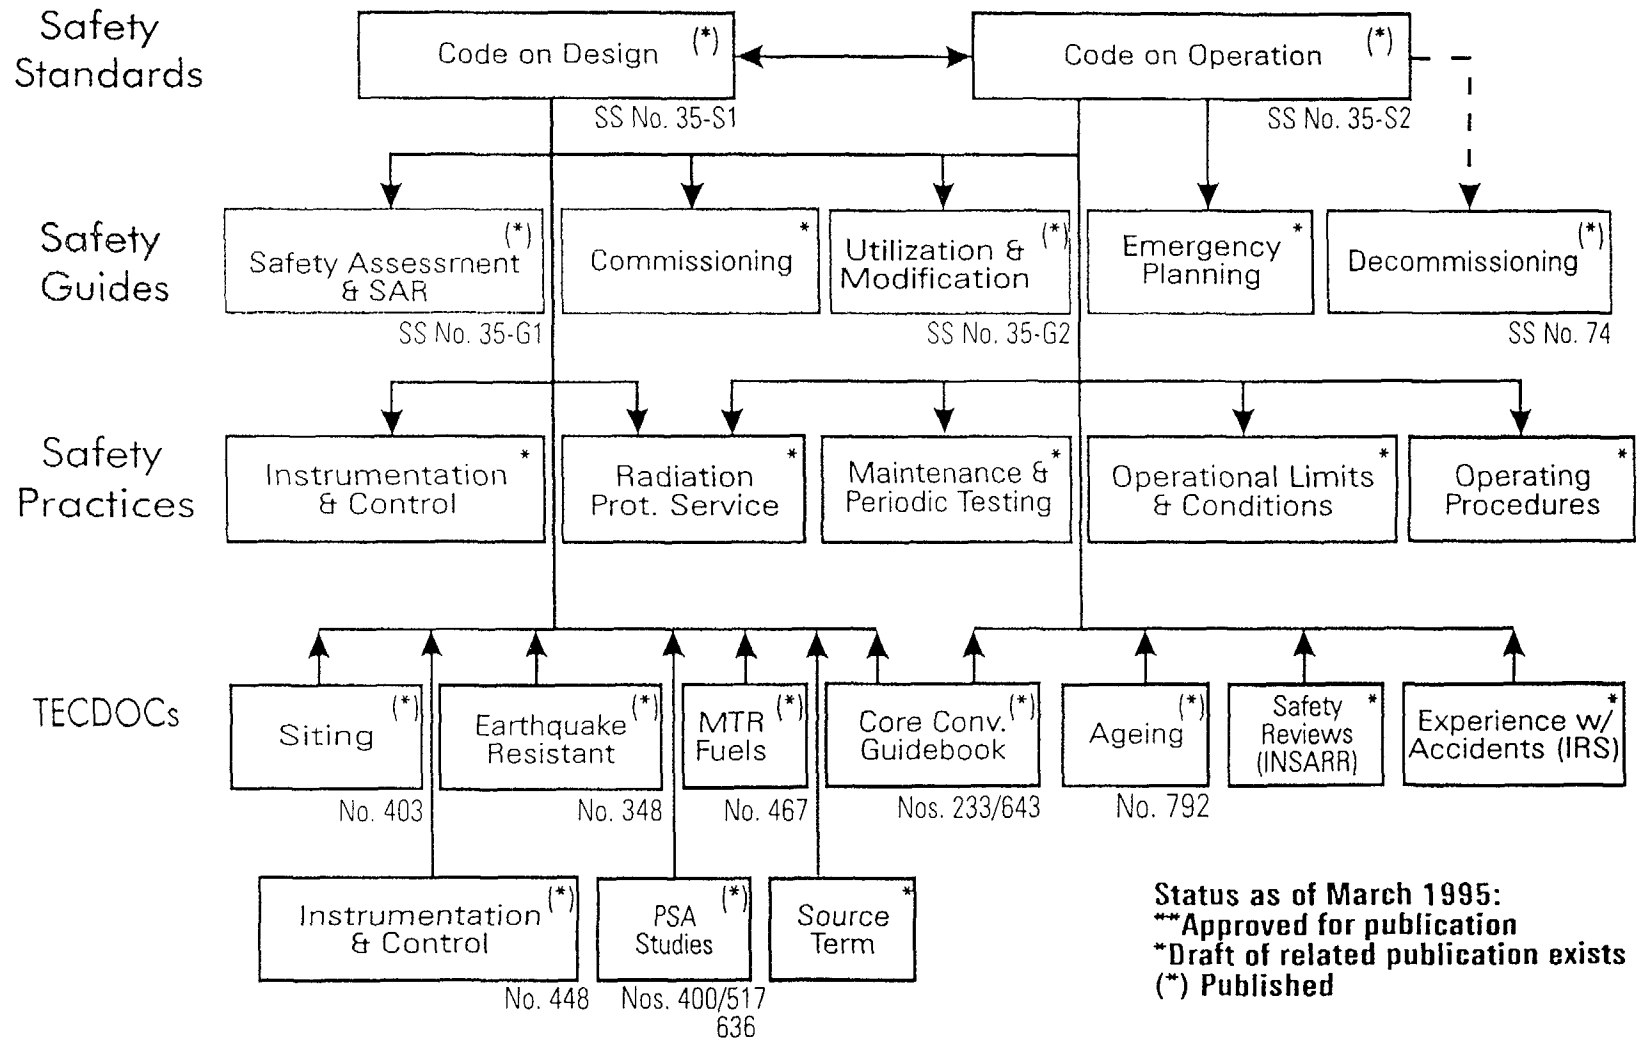 Safety
Standards
Code on Design (*)
Code on Operation (*)
SS No. 35-S1
SS No. 35-S2
Safety
Guides
Safety Assessment (*)
& SAR
Commissioning *
Utilization & (*)
Modification
Emergency *
Planning
Decommissioning (*)
SS No. 35-G1
SS No. 35-G2
SS No. 74
Safety
Practices
Instrumentation *
& Control
Radiation *
Prot. Service
Maintenance & *
Periodic Testing
Operational Limits *
& Conditions
Operating *
Procedures
TECDOCs
Siting (*)
Earthquake (*)
Resistant
MTR (*)
Fuels
Core Conv. (*)
Guidebook
Ageing (*)
Safety *
Reviews
(INSARR)
Experience w/ *
Accidents (IRS)
No. 403
No. 348
No. 467
Nos. 233/643
No. 792
Instrumentation (*)
& Control
PSA (*)
Studies
Source *
Term
No. 448
Nos. 400/517
636
Status as of March 1995:
**Approved for publication
*Draft of related publication exists
(*) Published